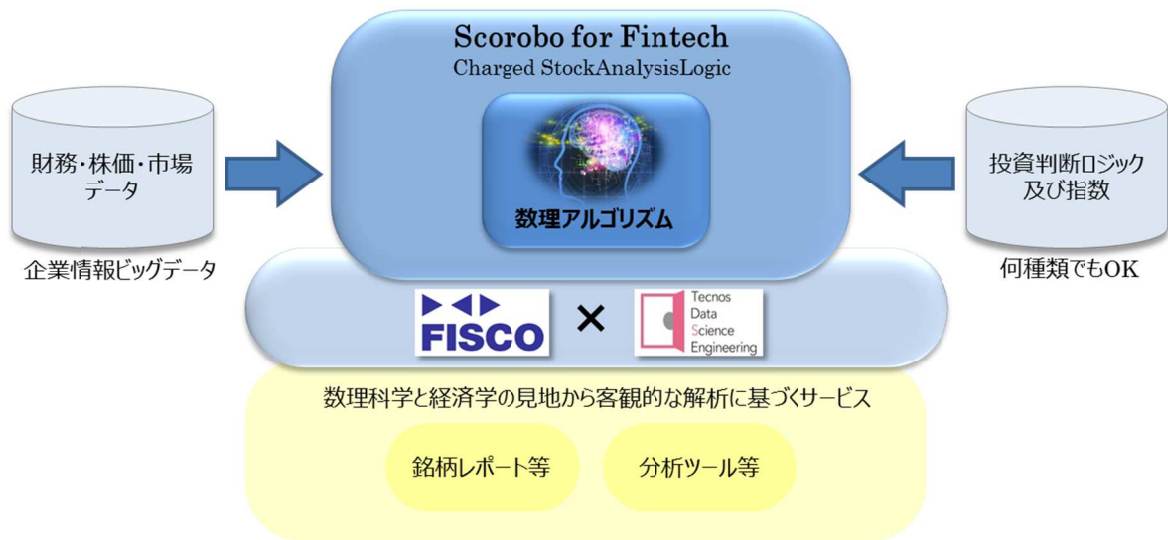 Scorobo for Fintech
Charged StockAnalysisLogic
財務・株価・市場
データ
企業情報ビッグデータ
数理アルゴリズム
投資判断ロジック
及び指数
何種類でもOK
FISCO
×
Tecnos
Data
Science
Engineering
数理科学と経済学の見地から客観的な解析に基づくサービス
銘柄レポート等
分析ツール等